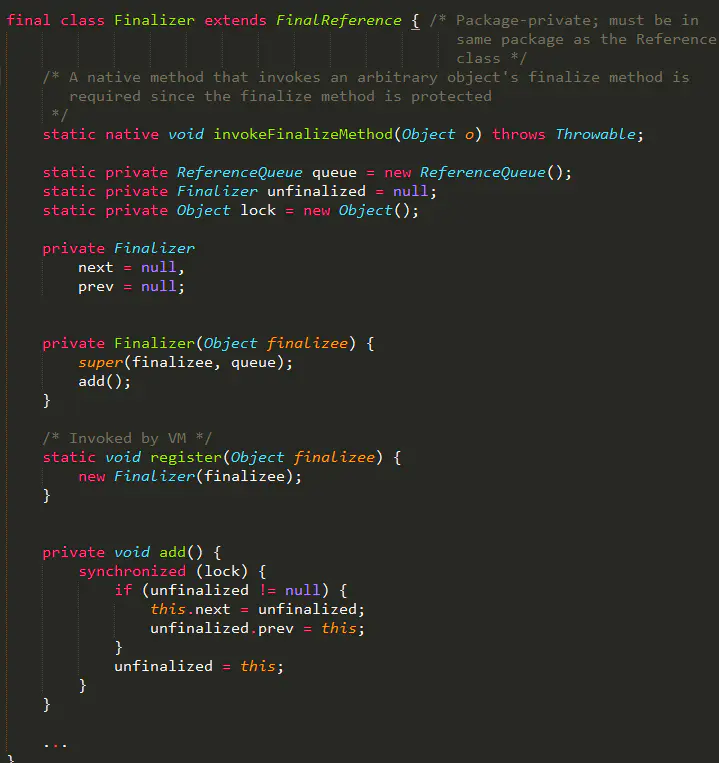 final class Finalizer extends FinalReference { /* Package-private; must be in
                                                  same package as the Reference
                                                  class */
    /* A native method that invokes an arbitrary object's finalize method is
       required since the finalize method is protected
     */
    static native void invokeFinalizeMethod(Object o) throws Throwable;

    static private ReferenceQueue queue = new ReferenceQueue();
    static private Finalizer unfinalized = null;
    static private Object lock = new Object();

    private Finalizer
        next = null,
        prev = null;


    private Finalizer(Object finalizee) {
        super(finalizee, queue);
        add();
    }

    /* Invoked by VM */
    static void register(Object finalizee) {
        new Finalizer(finalizee);
    }


    private void add() {
        synchronized (lock) {
            if (unfinalized != null) {
                this.next = unfinalized;
                unfinalized.prev = this;
            }
            unfinalized = this;
        }
    }

    ...
}